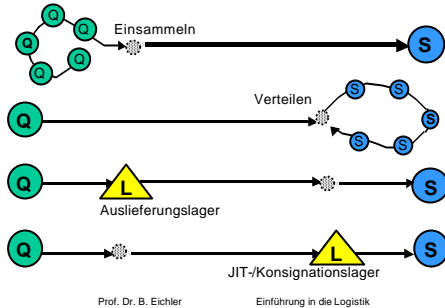 Q Q
Q Einsammeln S
Q Q
Verteilen S S
Q S
S S
Q L S
Auslieferungslager
Q L S
JIT-/Konsignationslager
Prof. Dr. B. Eichler Einführung in die Logistik